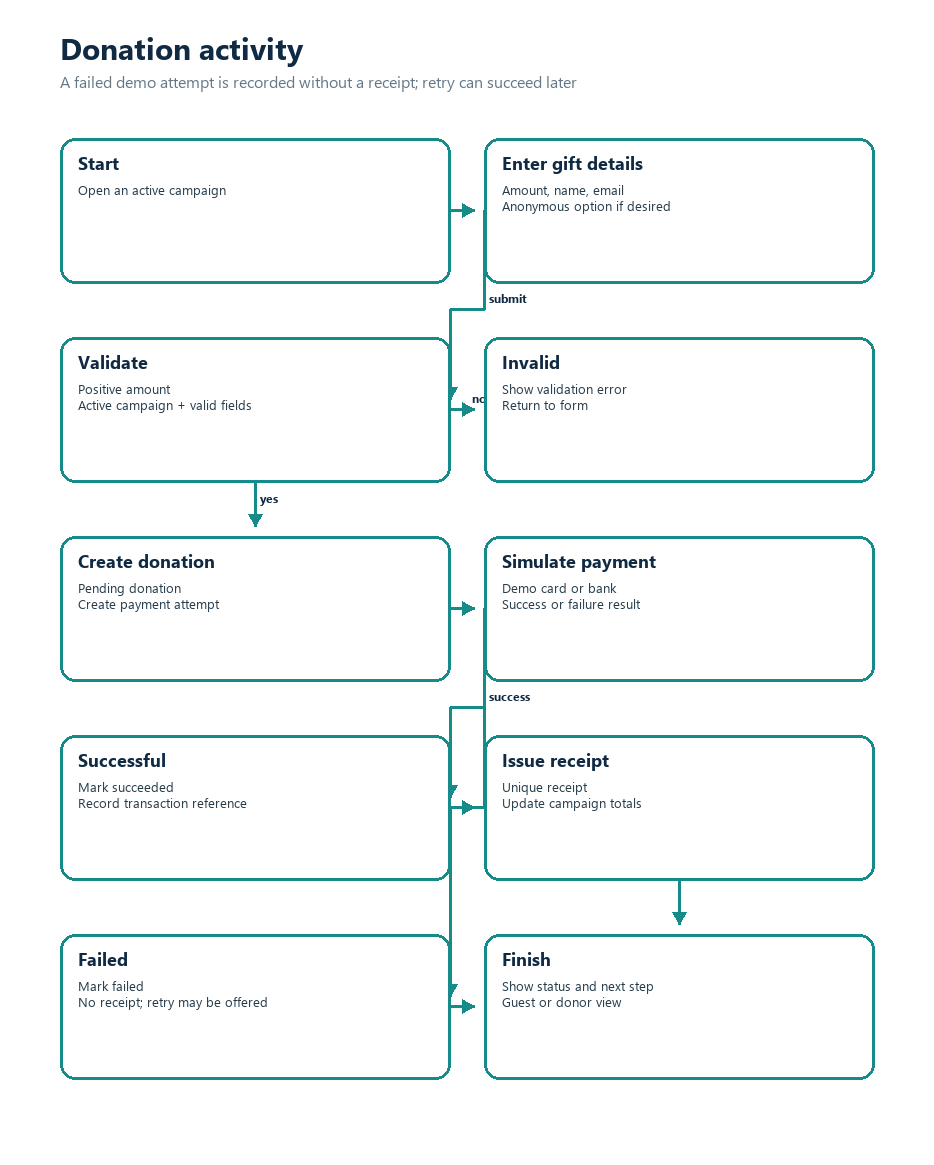 Donation activity
A failed demo attempt is recorded without a receipt; retry can succeed later
Start
Open an active campaign
Enter gift details
Amount, name, email
Anonymous option if desired
submit
Validate
Positive amount
Active campaign + valid fields
no
Invalid
Show validation error
Return to form
yes
Create donation
Pending donation
Create payment attempt
Simulate payment
Demo card or bank
Success or failure result
success
Successful
Mark succeeded
Record transaction reference
Issue receipt
Unique receipt
Update campaign totals
Failed
Mark failed
No receipt; retry may be offered
Finish
Show status and next step
Guest or donor view